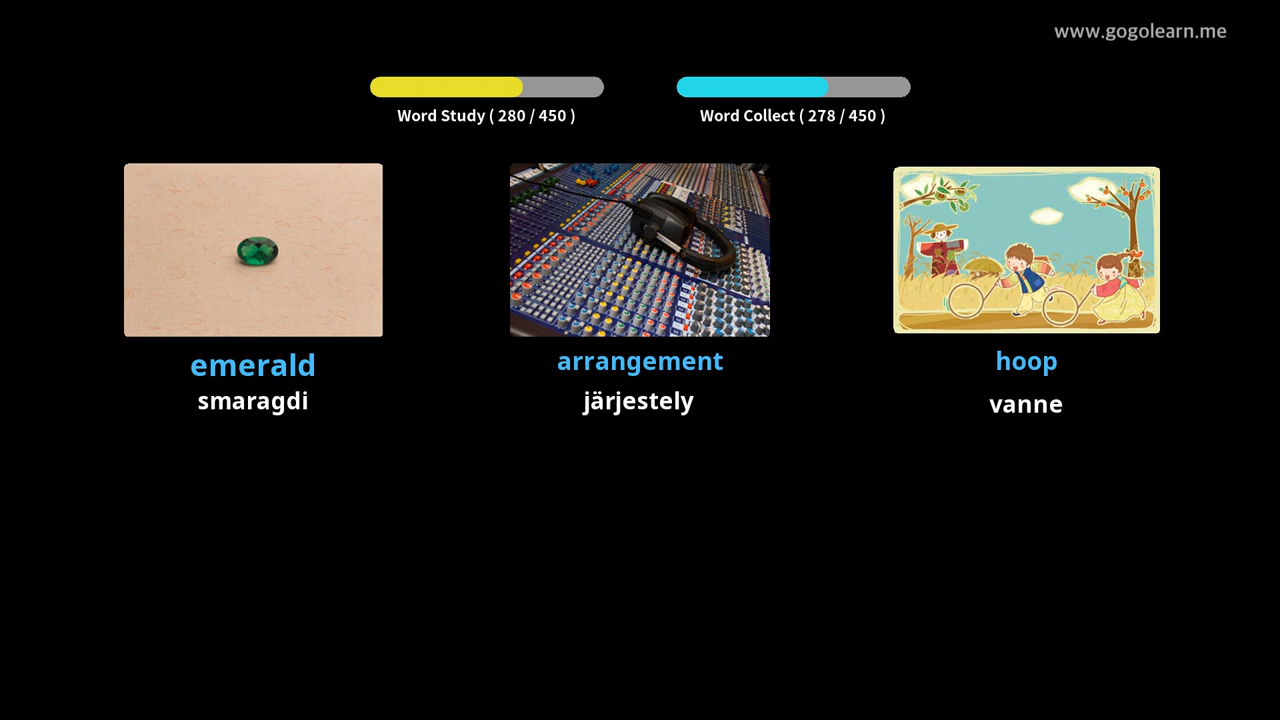 www.gogolearn.me
Word Study ( 280 / 450 )
Word Collect ( 278 / 450 )
emerald
smaragdi
arrangement
järjestely
hoop
vanne